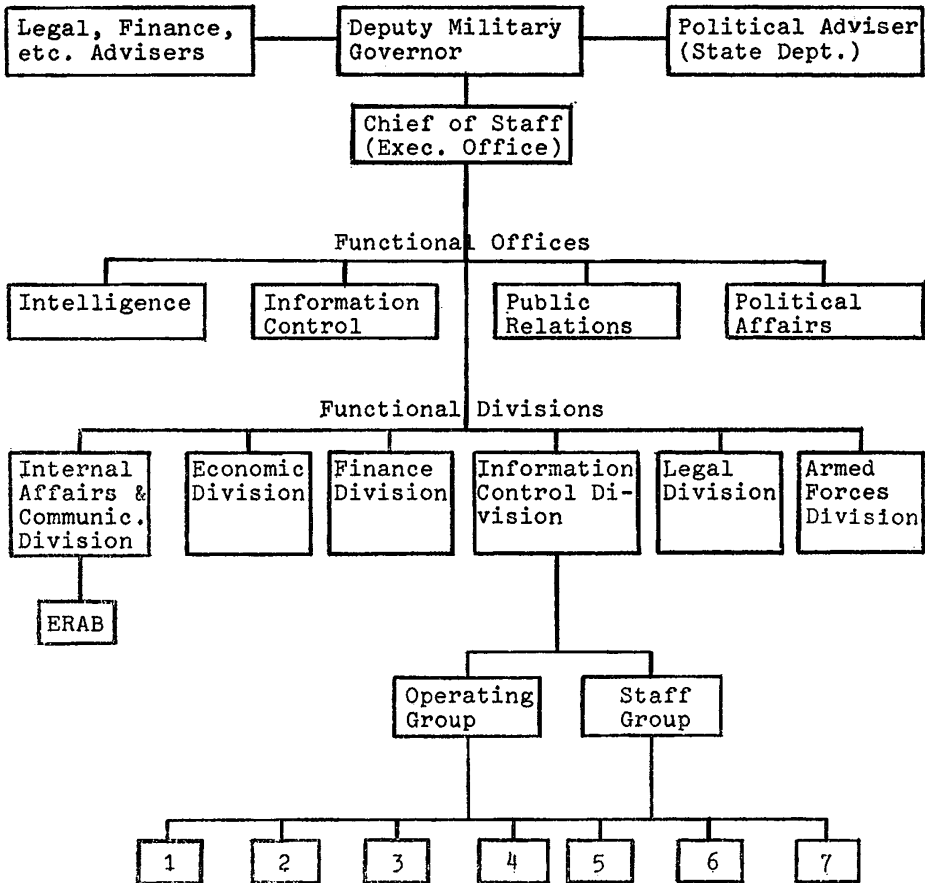 Legal, Finance,
etc. Advisers
Deputy Military
Governor
Political Adviser
(State Dept.)
Chief of Staff
(Exec. Office)
Functional Offices
Intelligence
Information
Control
Public
Relations
Political
Affairs
Functional Divisions
Internal
Affairs &
Communic.
Division
Economic
Division
Finance
Division
Information
Control Di-
vision
Legal
Division
Armed
Forces
Division
ERAB
Operating
Group
Staff
Group
1
2
3
4
5
6
7